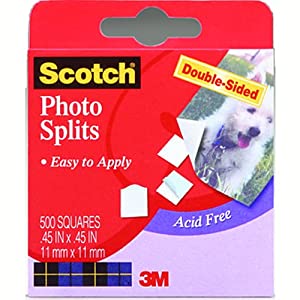 Scotch
Double-Sided
Photo
Splits
• Easy to Apply
500 SQUARES
.45 IN x .45 IN
11 mm x 11 mm
Acid Free
3M